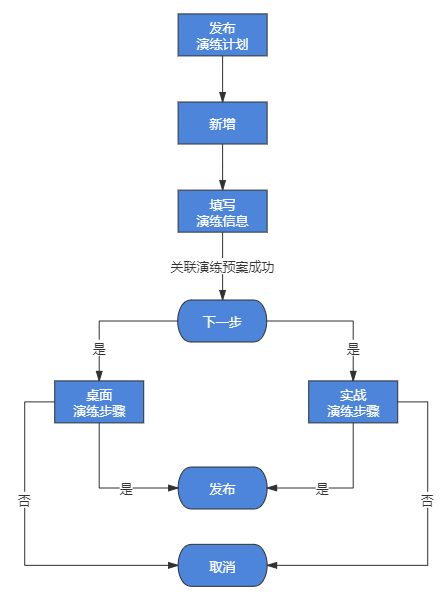 发布
演练计划
新增
填写
演练信息
关联演练预案成功
下一步
是
是
桌面
演练步骤
实战
演练步骤
是
发布
是
否
否
取消